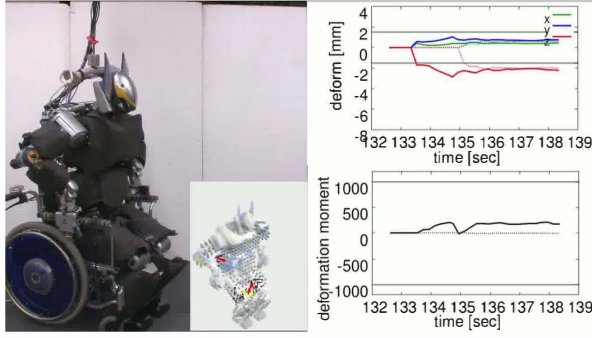 4
2
0
-2
-4
-6
-8
deform [mm]
x
y
z
132 133 134 135 136 137 138 139
time [sec]
1000
500
0
-500
-1000
deformation moment
132 133 134 135 136 137 138 139
time [sec]